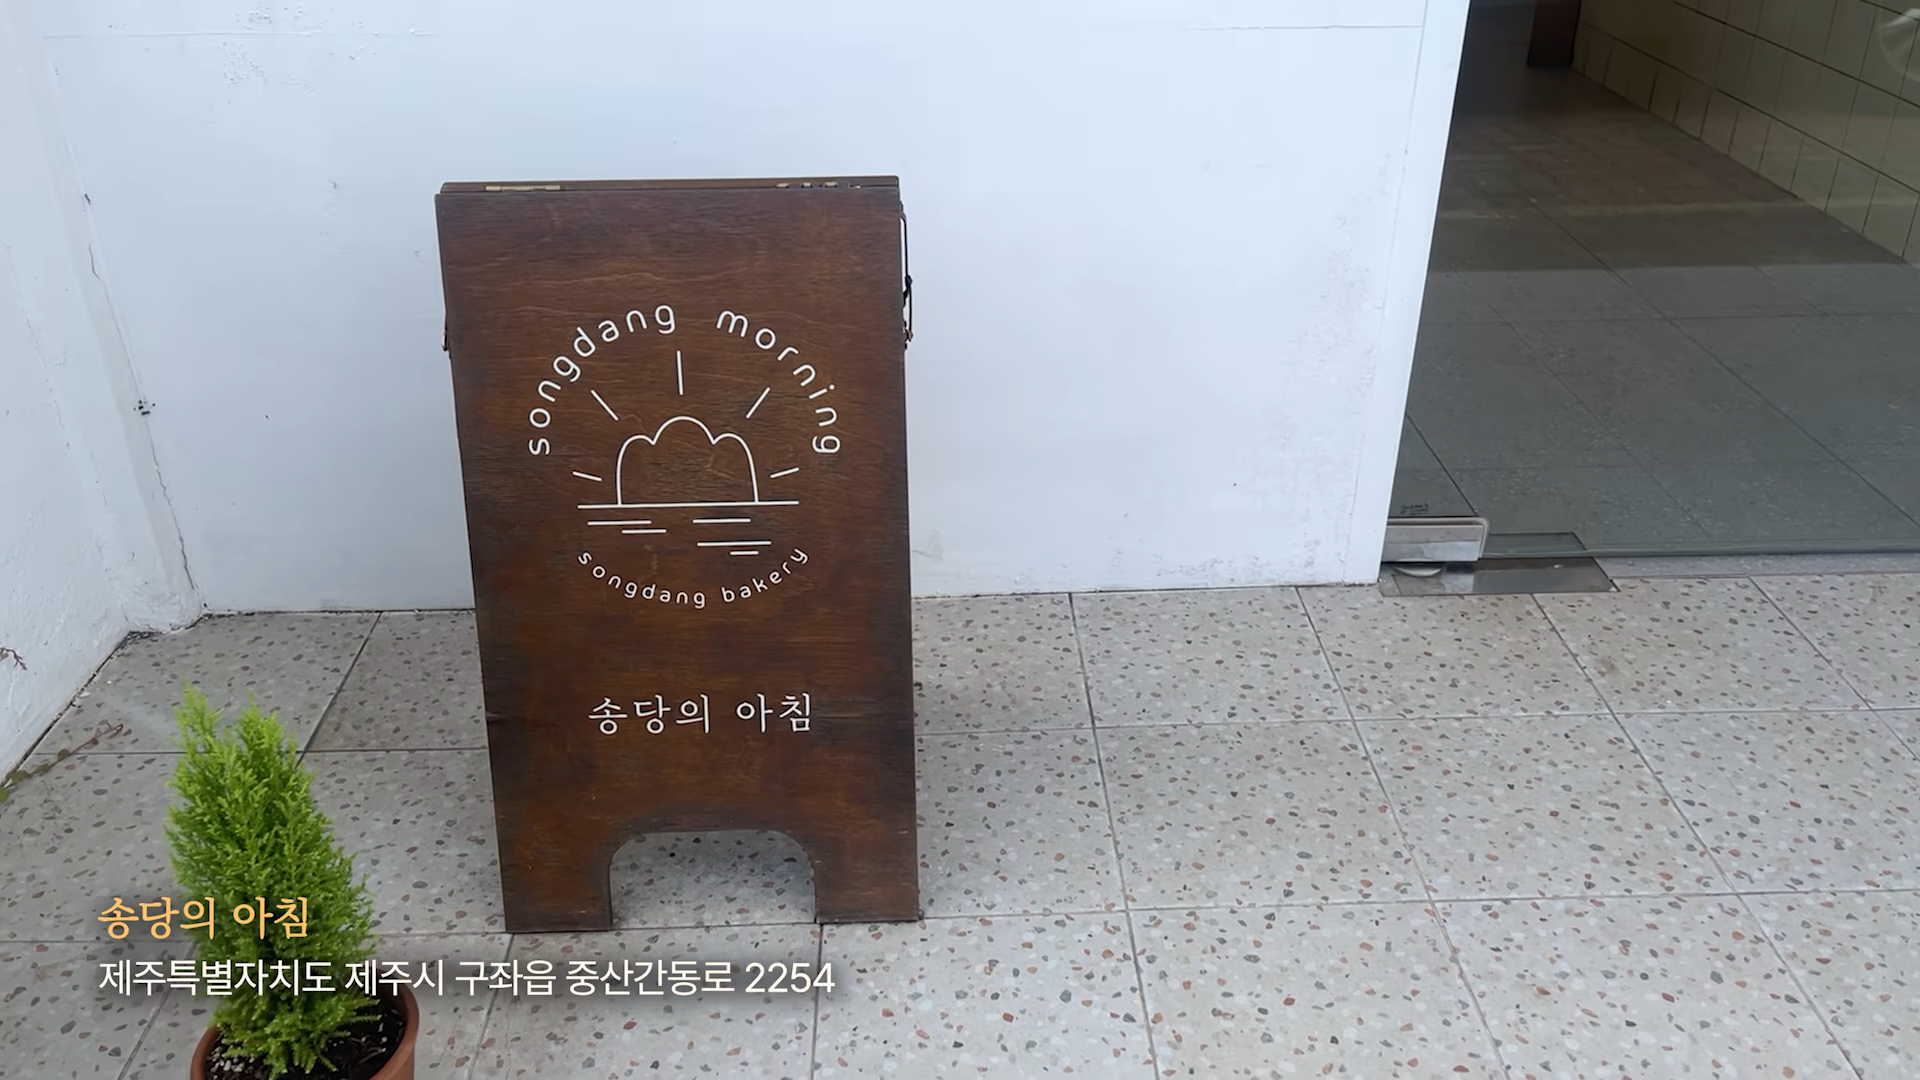 songdang morning
songdang bakery
송당의 아침
송당의 아침
제주특별자치도 제주시 구좌읍 중산간동로 2254